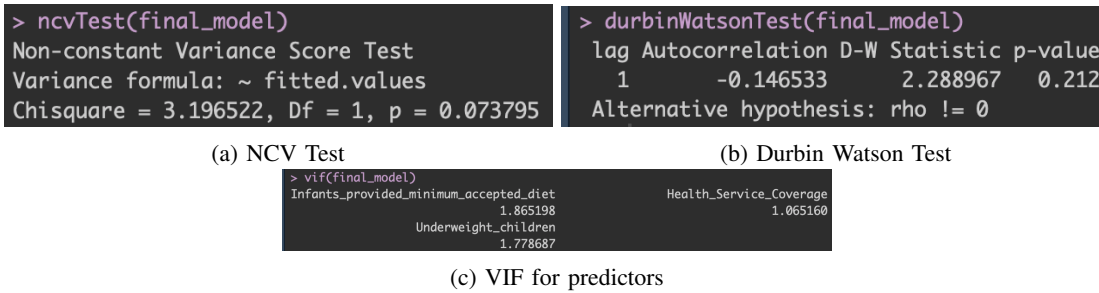 > ncvTest(final_model)
Non-constant Variance Score Test
Variance formula: ~ fitted.values
Chisquare = 3.196522, Df = 1, p = 0.073795
(a) NCV Test
> durbinWatsonTest(final_model)
lag Autocorrelation D-W Statistic p-value
1 -0.146533 2.288967 0.212
Alternative hypothesis: rho != 0
(b) Durbin Watson Test
> vif(final_model)
Infants_provided_minimum_accepted_diet Health_Service_Coverage
1.865198 1.065160
Underweight_children
1.778687
(c) VIF for predictors